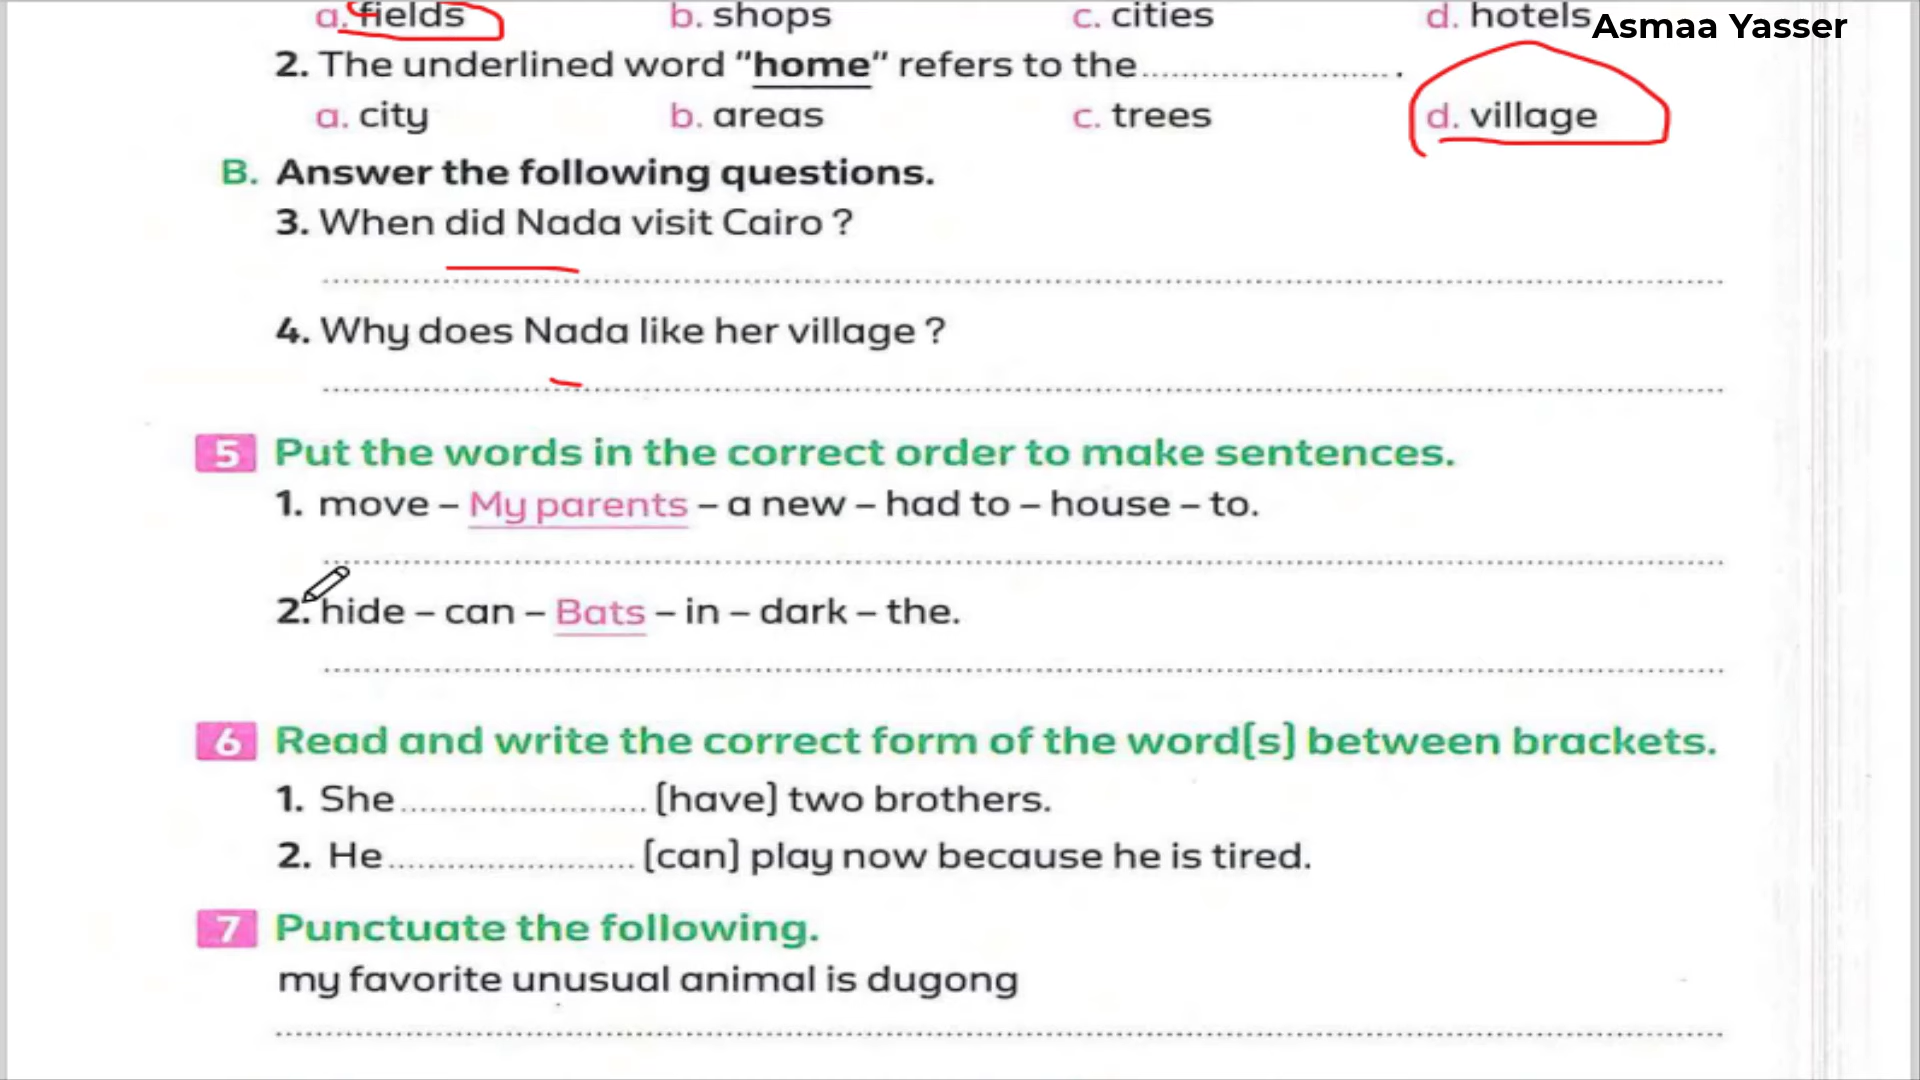 a. fields b. shops c. cities d. hotels
Asmaa Yasser
2. The underlined word "home" refers to the......................... .
a. city b. areas c. trees d. village
B. Answer the following questions.
3. When did Nada visit Cairo ?
4. Why does Nada like her village ?
5 Put the words in the correct order to make sentences.
1. move – My parents – a new – had to – house – to.
2. hide – can – Bats – in – dark – the.
6 Read and write the correct form of the word(s) between brackets.
1. She......................... (have) two brothers.
2. He......................... (can) play now because he is tired.
7 Punctuate the following.
my favorite unusual animal is dugong